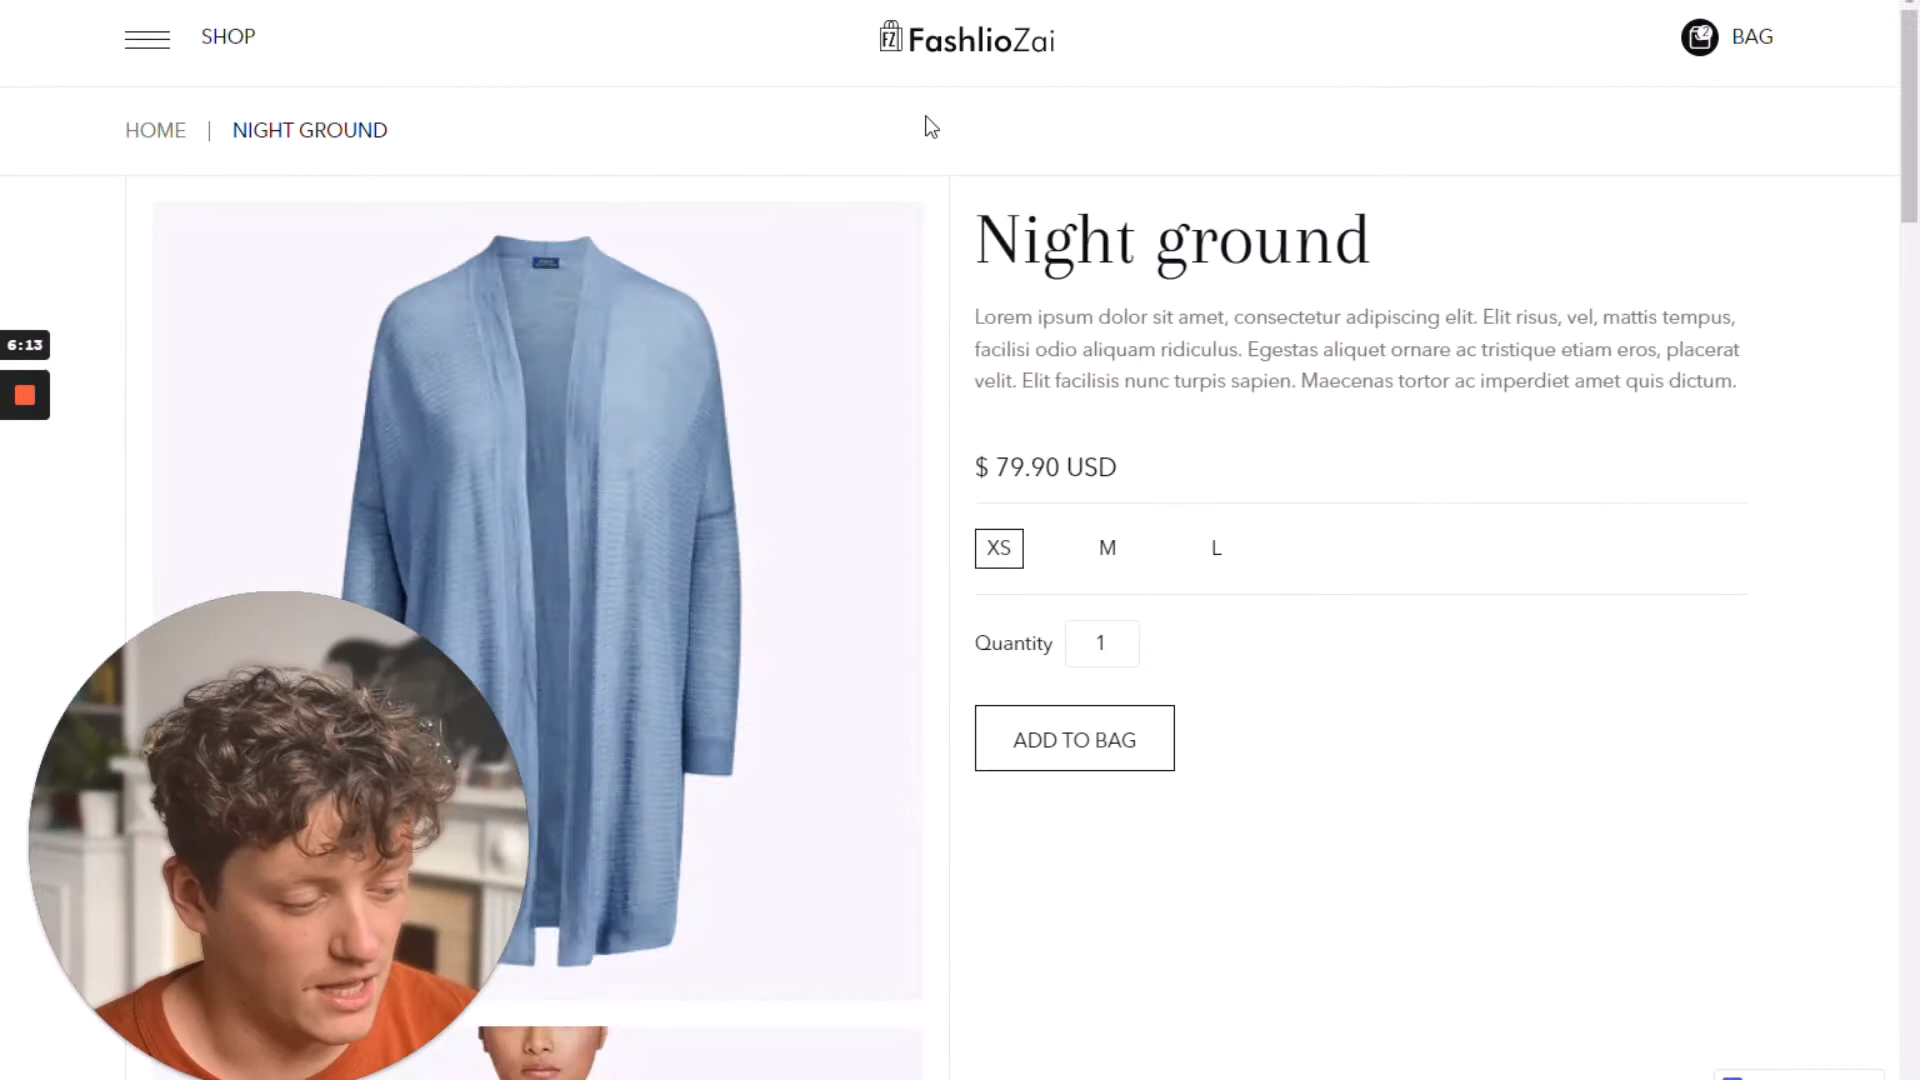 SHOP
FZ FashlioZai
2
BAG
HOME | NIGHT GROUND
Night ground
Lorem ipsum dolor sit amet, consectetur adipiscing elit. Elit risus, vel, mattis tempus,
facilisi odio aliquam ridiculus. Egestas aliquet ornare ac tristique etiam eros, placerat
velit. Elit facilisis nunc turpis sapien. Maecenas tortor ac imperdiet amet quis dictum.
6:13
$ 79.90 USD
XS M L
Quantity 1
ADD TO BAG